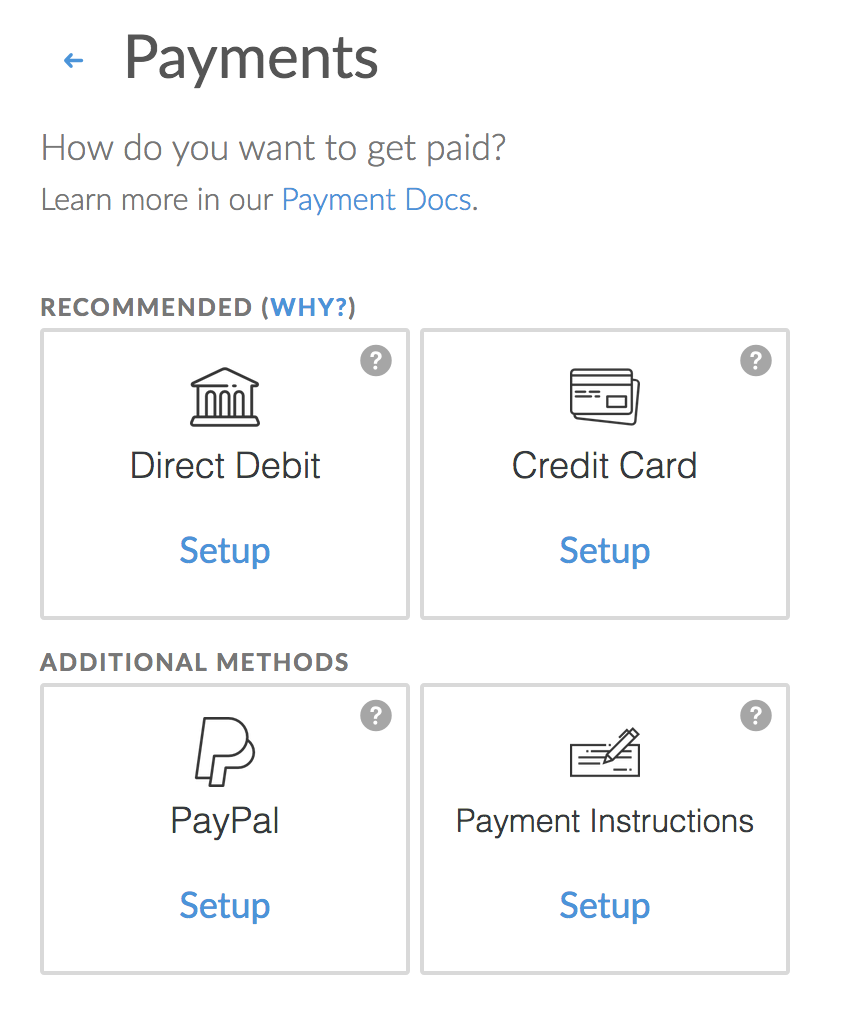 Payments
How do you want to get paid?
Learn more in our Payment Docs.
RECOMMENDED (WHY?)
?
?
Direct Debit
Credit Card
Setup
Setup
ADDITIONAL METHODS
?
?
PayPal
Payment Instructions
Setup
Setup